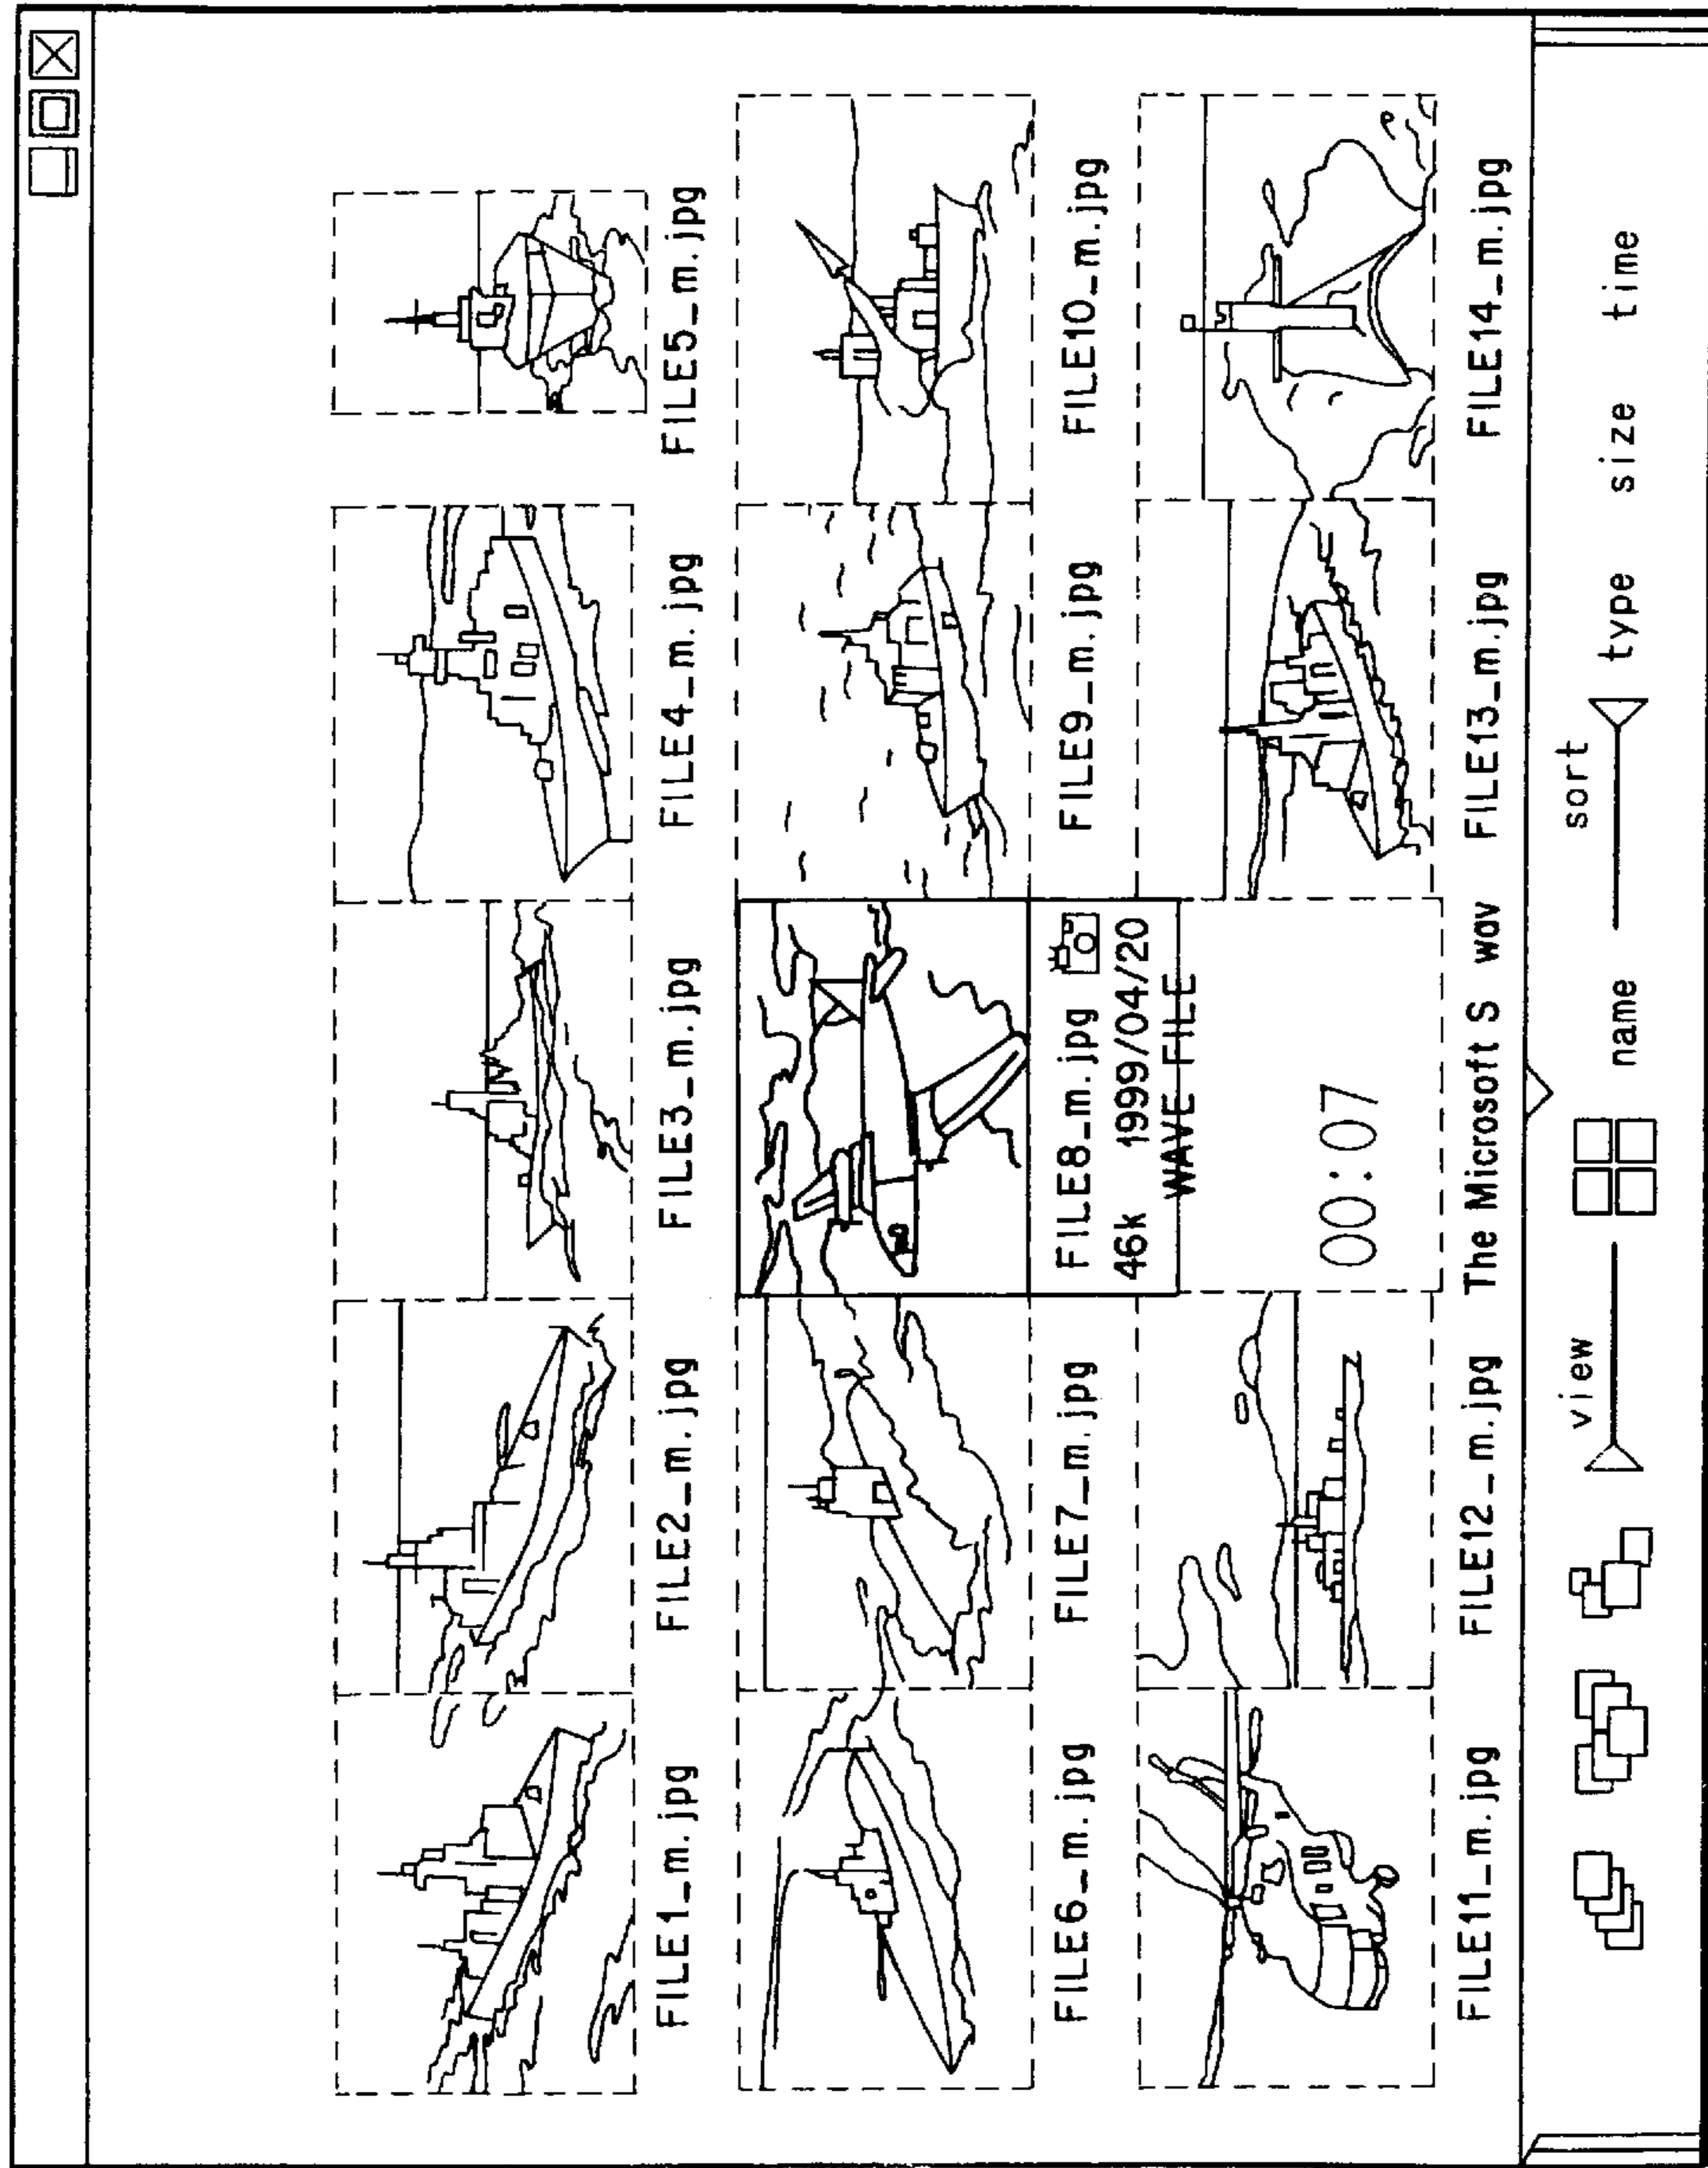 FILE1_m.jpg
FILE2_m.jpg
FILE3_m.jpg
FILE4_m.jpg
FILE5_m.jpg
FILE6_m.jpg
FILE7_m.jpg
FILE8_m.jpg
46k 1999/04/20
FILE9_m.jpg
FILE10_m.jpg
WAVE FILE
00:07
FILE11_m.jpg
FILE12_m.jpg
The Microsoft S wav
FILE13_m.jpg
FILE14_m.jpg
view
sort
name
type
size
time